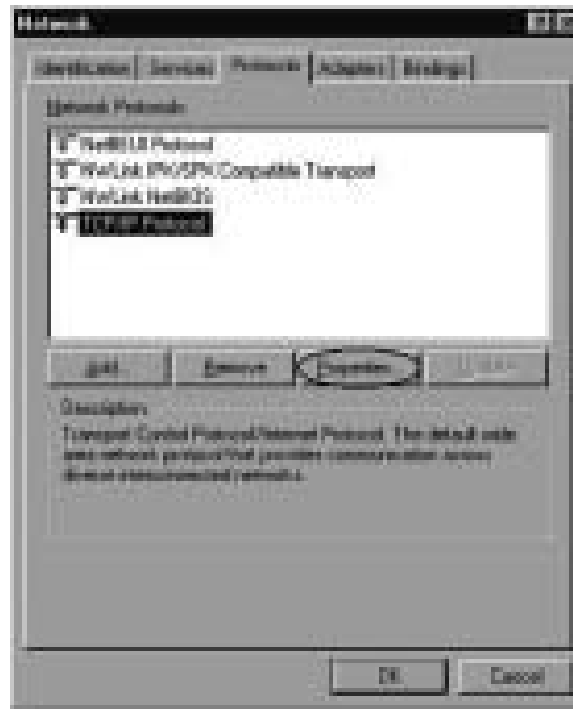 Network
Identification Services Protocols Adapters Bindings
Network Protocols:
NetBEUI Protocol
NWLink IPX/SPX Compatible Transport
NWLink NetBIOS
TCP/IP Protocol
Add... Remove Properties...
Description:
Transport Control Protocol/Internet Protocol. The default wide
area network protocol that provides communication across
diverse interconnected networks.
OK Cancel